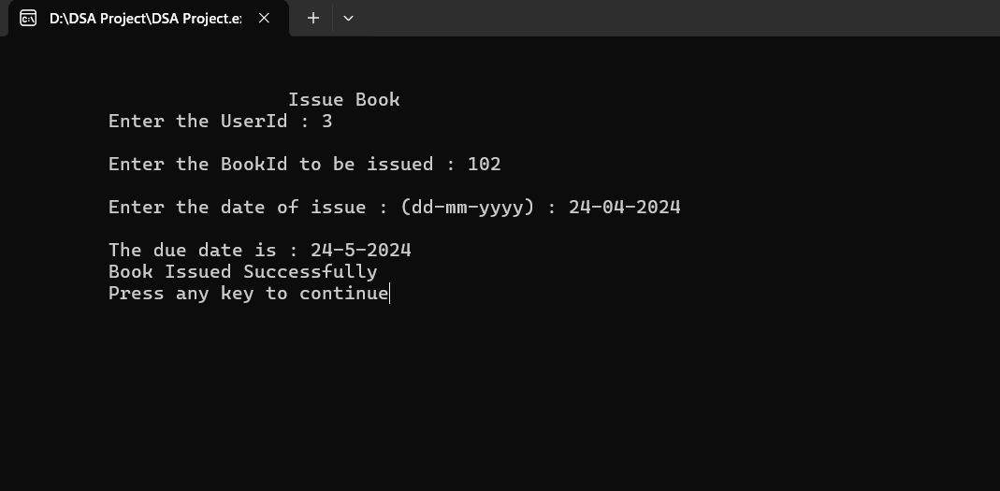 D:\DSA Project\DSA Project.e:
Issue Book
Enter the UserId : 3
Enter the BookId to be issued : 102
Enter the date of issue : (dd-mm-yyyy) : 24-04-2024
The due date is : 24-5-2024
Book Issued Successfully
Press any key to continue